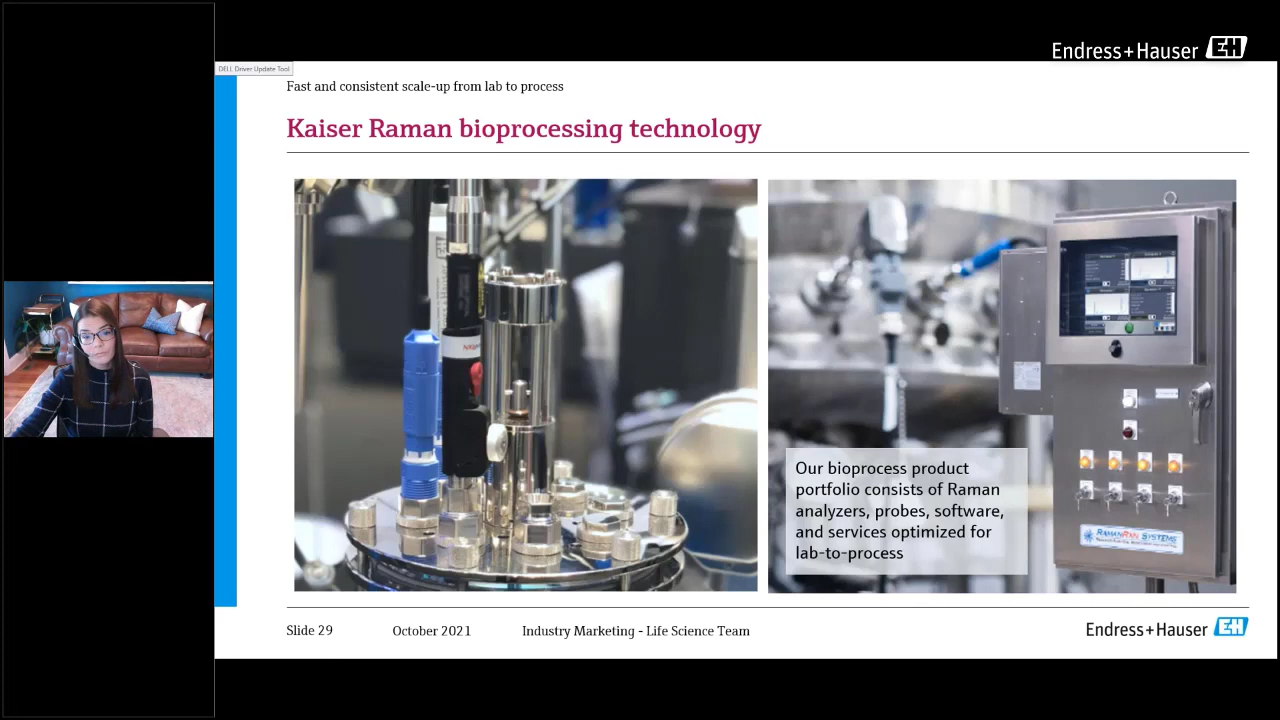 Endress+Hauser EH
DELL Driver Update Tool
Fast and consistent scale-up from lab to process
Kaiser Raman bioprocessing technology
Our bioprocess product
portfolio consists of Raman
analyzers, probes, software,
and services optimized for
lab-to-process
RAMANRXN SYSTEMS
Slide 29
October 2021
Industry Marketing - Life Science Team
Endress+Hauser EH